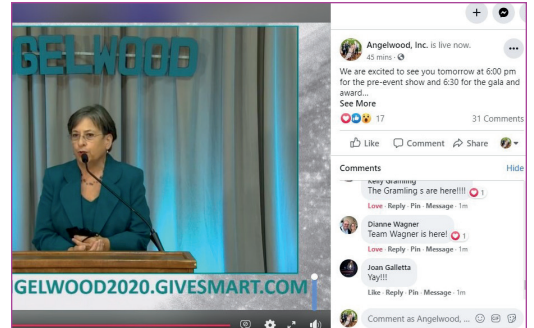 GELWOOD
GELWOOD2020.GIVESMART.COM
Angelwood, Inc. is live now.
45 mins ·
We are excited to see you tomorrow at 6:00 pm
for the pre-event show and 6:30 for the gala and
award...
See More
17
31 Comments
Like
Comment
Share
Comments
Hide
Kelly Gramling
The Gramling s are here!!!!
1
Love · Reply · Pin · Message · 1m
Dianne Wagner
Team Wagner is here!
1
Love · Reply · Pin · Message · 1m
Joan Galletta
Yay!!!
Like · Reply · Pin · Message · 1m
Comment as Angelwood, ...
GIF